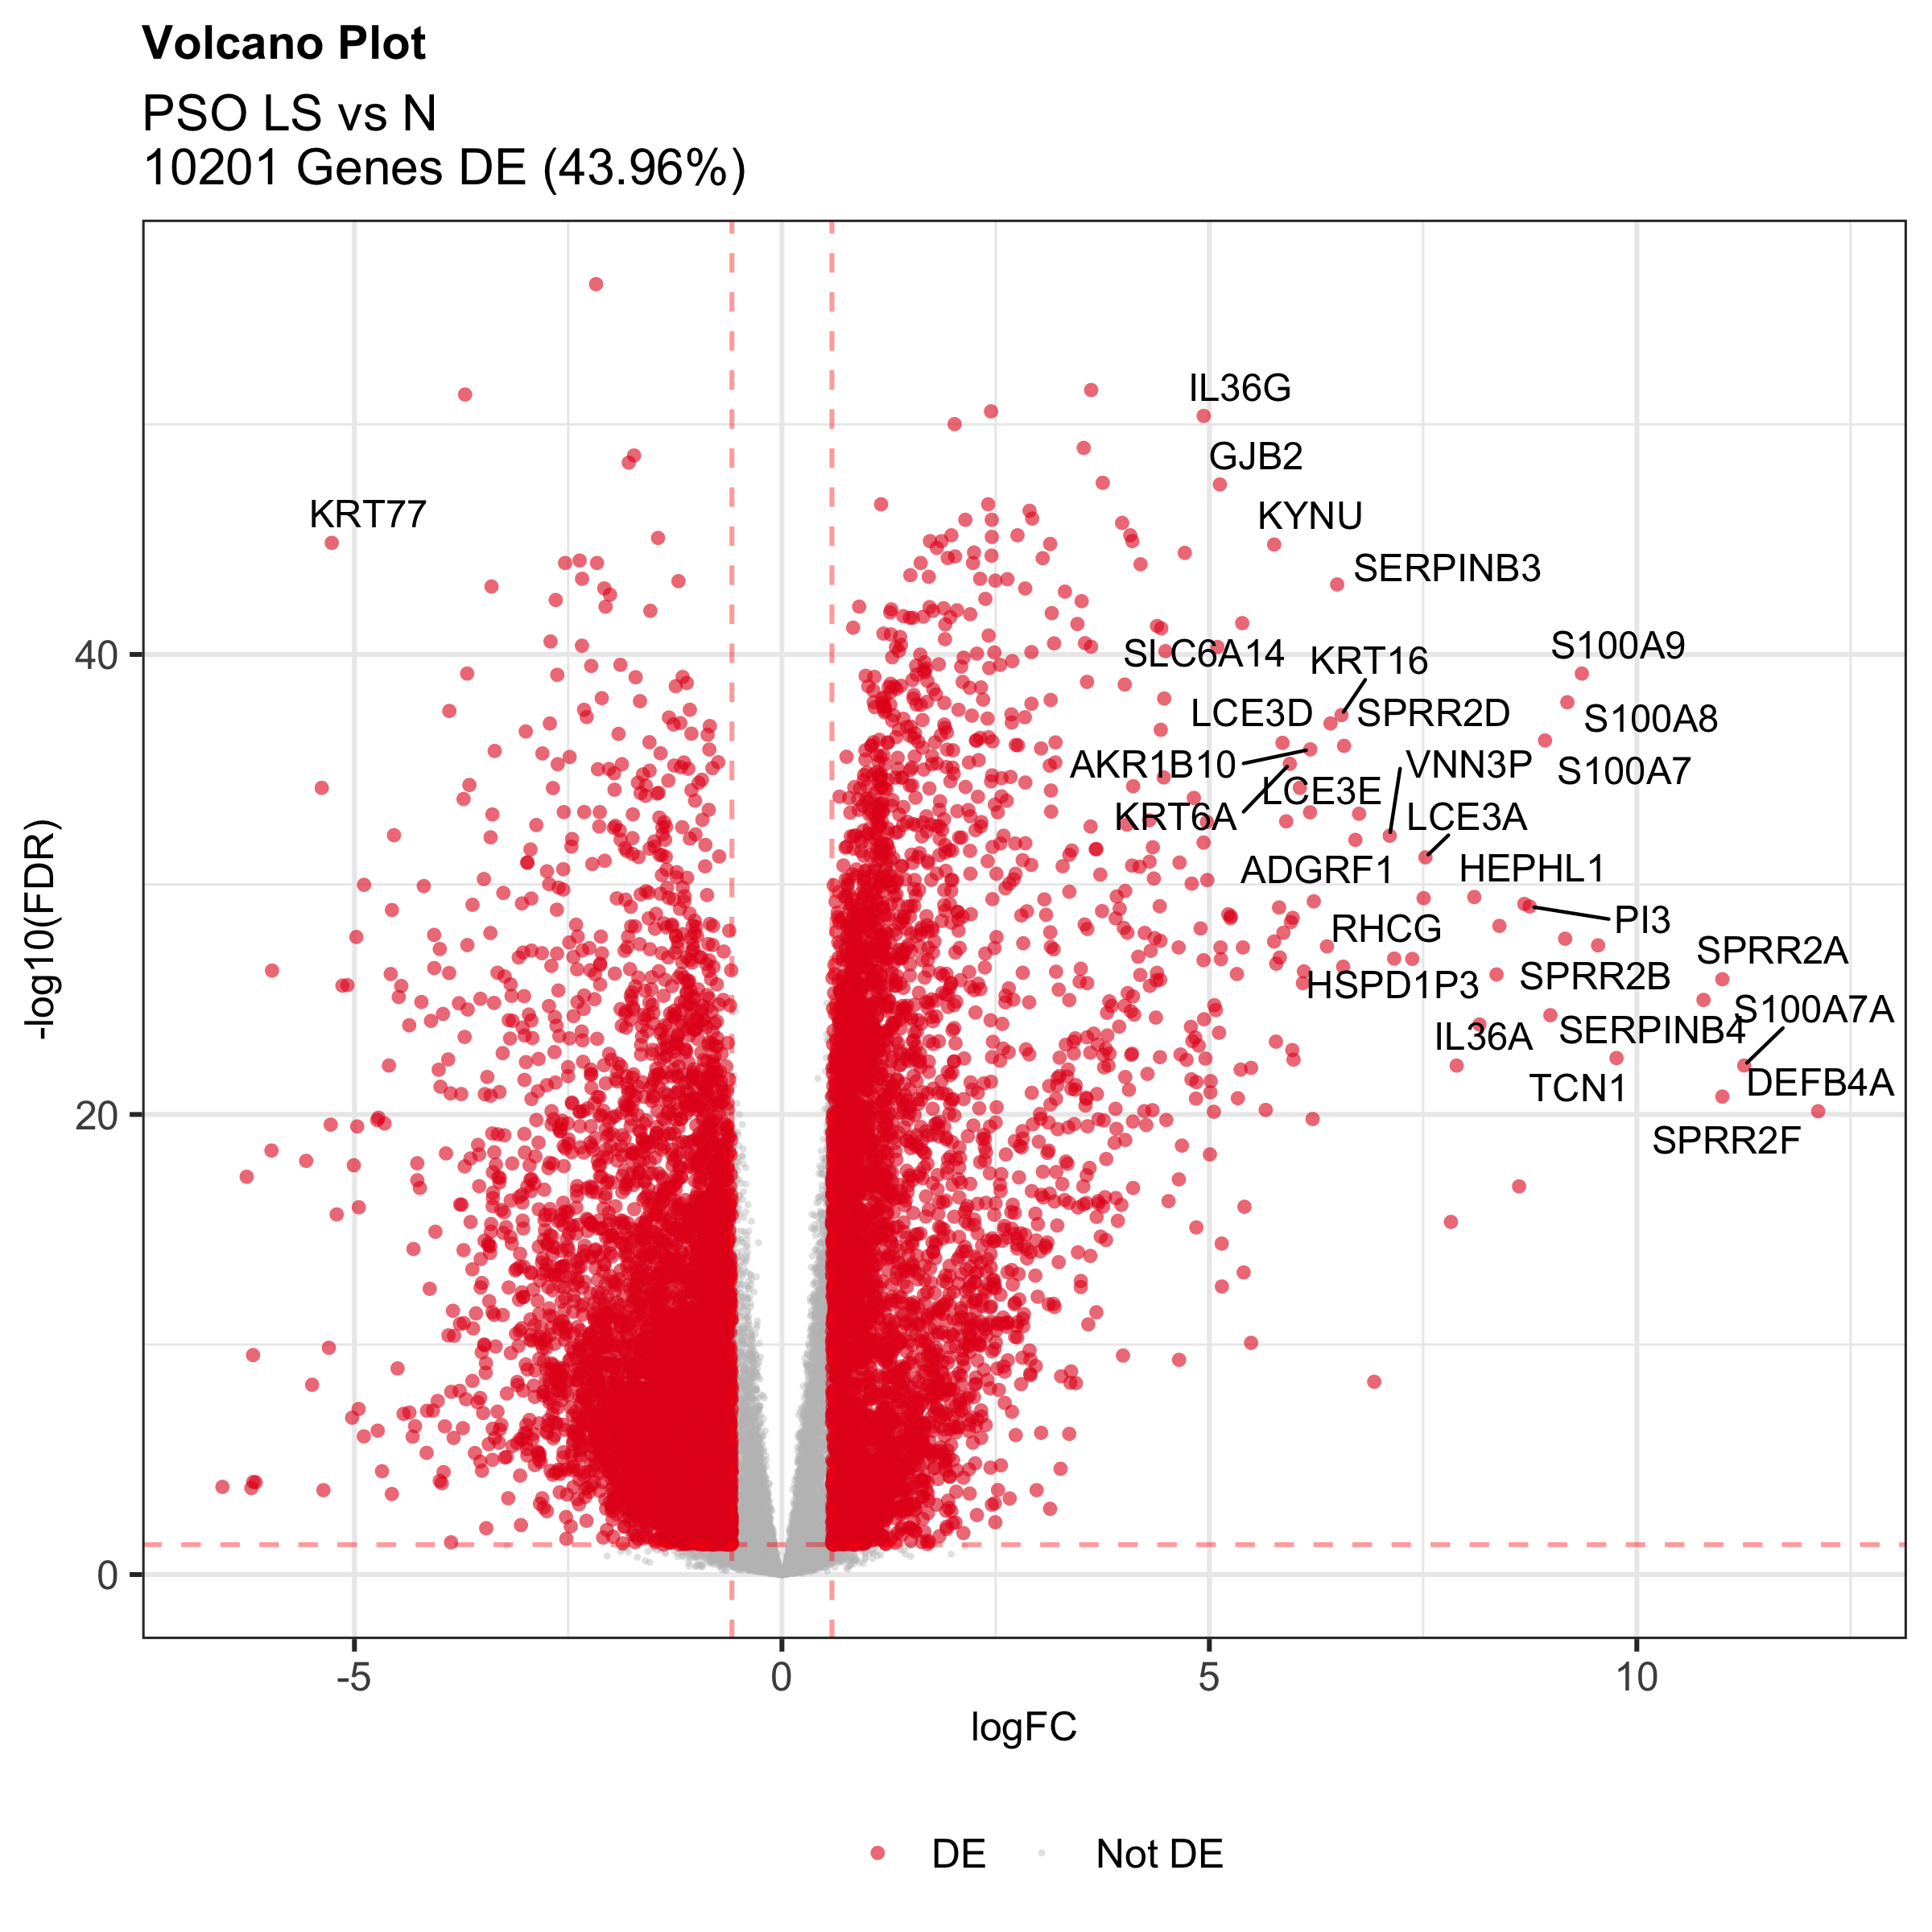 Volcano Plot
PSO LS vs N
10201 Genes DE (43.96%)
IL36G
GJB2
KRT77
KYNU
SERPINB3
40
SLC6A14
KRT16
S100A9
LCE3D
SPRR2D
S100A8
AKR1B10
VNN3P
S100A7
LCE3E
KRT6A
LCE3A
ADGRF1
HEPHL1
PI3
RHCG
SPRR2A
HSPD1P3
SPRR2B
S100A7A
IL36A
SERPINB4
TCN1
DEFB4A
20
SPRR2F
0
-log10(FDR)
-5 0 5 10
logFC
DE Not DE